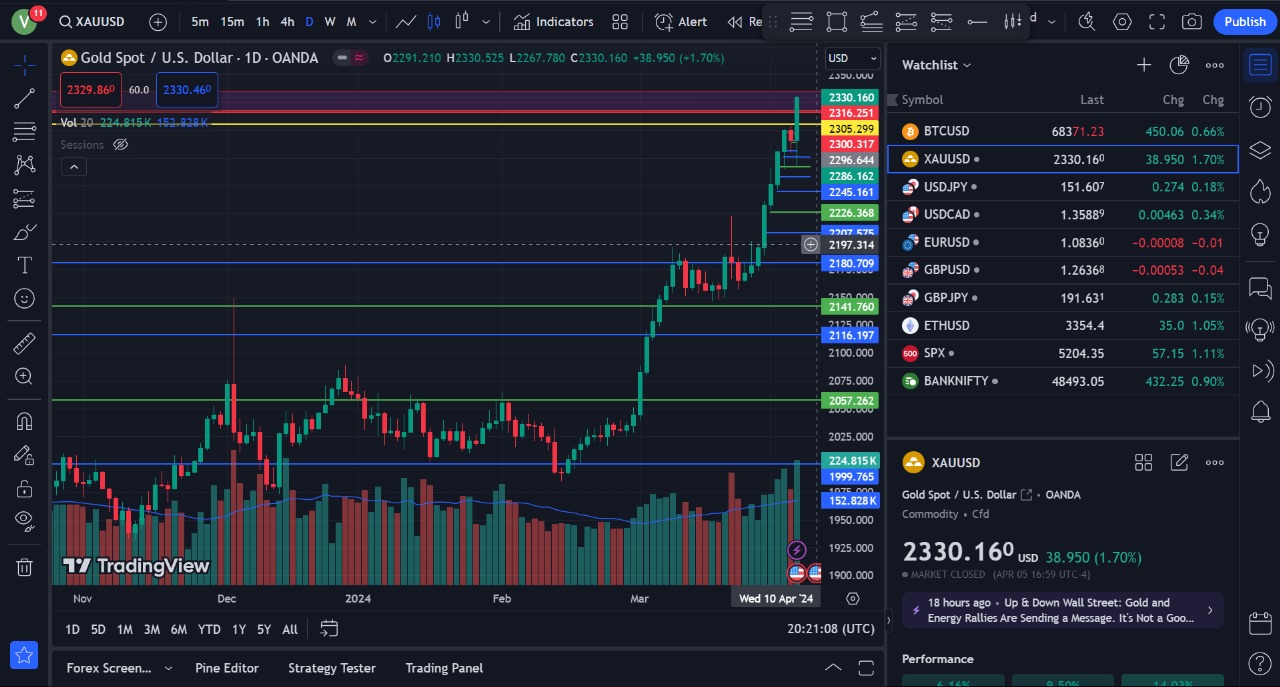 V 11 XAUUSD 5m 15m 1h 4h D W M Indicators Alert Re d Publish
Gold Spot / U.S. Dollar · 1D · OANDA O2291.210 H2330.525 L2267.780 C2330.160 +38.950 (+1.70%)
USD
2329.860 60.0 2330.460
Vol 20 224.815K 152.828K
Sessions
2350.000
2330.160
2316.251
2305.299
2300.317
2296.644
2286.162
2245.161
2226.368
2207.575
2197.314
2180.709
2175.000
2150.000
2141.760
2125.000
2116.197
2100.000
2075.000
2057.262
2050.000
2025.000
224.815K
1999.765
1975.000
152.828K
1950.000
1925.000
1900.000
TradingView
Nov Dec 2024 Feb Mar Wed 10 Apr '24
1D 5D 1M 3M 6M YTD 1Y 5Y All 20:21:08 (UTC)
Forex Screen... Pine Editor Strategy Tester Trading Panel
Watchlist
Symbol Last Chg Chg
BTCUSD 68371.23 450.06 0.66%
XAUUSD 2330.160 38.950 1.70%
USDJPY 151.607 0.274 0.18%
USDCAD 1.35889 0.00463 0.34%
EURUSD 1.08360 −0.00008 −0.01
GBPUSD 1.26368 −0.00053 −0.04
GBPJPY 191.631 0.283 0.15%
ETHUSD 3354.4 35.0 1.05%
500 SPX 5204.35 57.15 1.11%
BANKNIFTY 48493.05 432.25 0.90%
XAUUSD
Gold Spot / U.S. Dollar • OANDA
Commodity • Cfd
2330.160 USD 38.950 (1.70%)
MARKET CLOSED (APR 05 16:59 UTC-4)
18 hours ago • Up & Down Wall Street: Gold and
Energy Rallies Are Sending a Message. It's Not a Goo...
Performance
6.16% 9.50% 14.03%